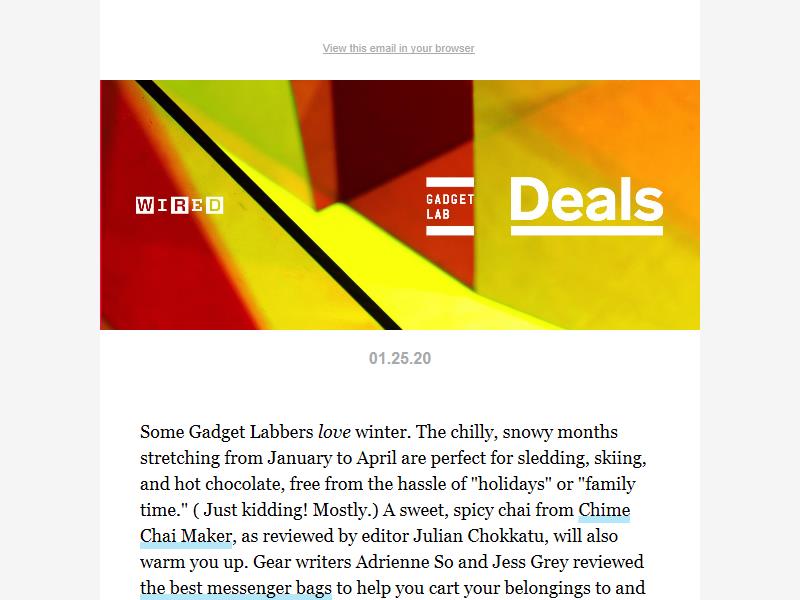 View this email in your browser
WIRED
GADGET
LAB
Deals
01.25.20
Some Gadget Labbers love winter. The chilly, snowy months
stretching from January to April are perfect for sledding, skiing,
and hot chocolate, free from the hassle of "holidays" or "family
time." ( Just kidding! Mostly.) A sweet, spicy chai from Chime
Chai Maker, as reviewed by editor Julian Chokkatu, will also
warm you up. Gear writers Adrienne So and Jess Grey reviewed
the best messenger bags to help you cart your belongings to and